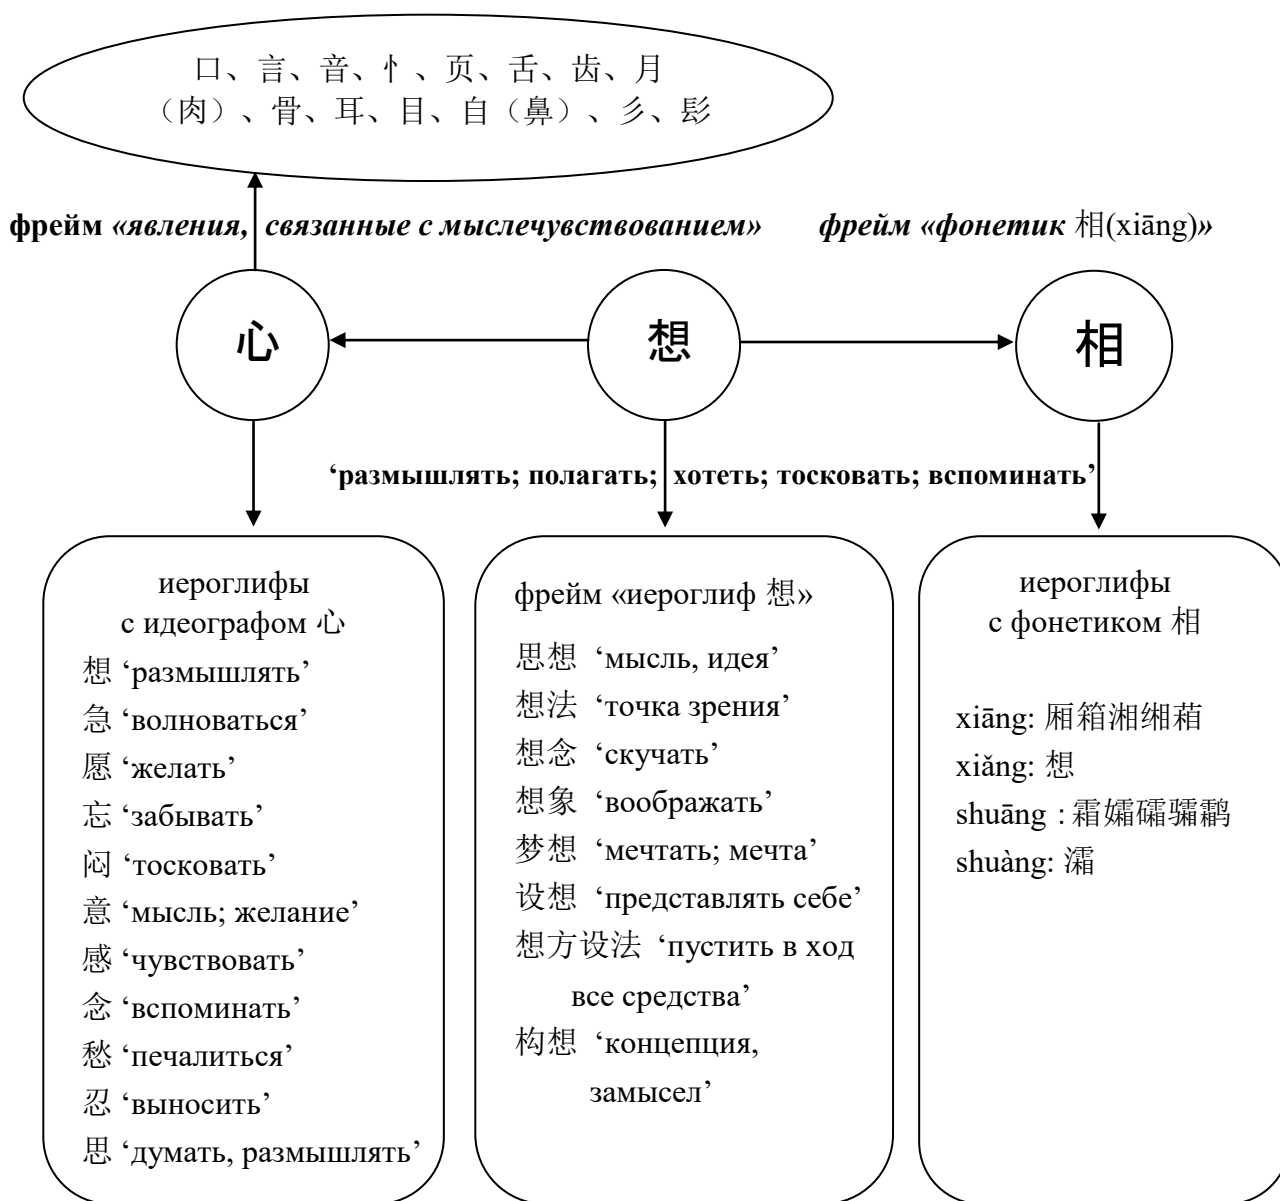 口、言、音、忄、页、舌、齿、月
（肉）、骨、耳、目、自（鼻）、彡、髟
фрейм «явления, связанные с мыслечувствованием»
фрейм «фонетик 相(xiāng)»
心
想
相
‘размышлять; полагать; хотеть; тосковать; вспоминать’
иероглифы
с идеографом 心
想 ‘размышлять’
急 ‘волноваться’
愿 ‘желать’
忘 ‘забывать’
闷 ‘тосковать’
意 ‘мысль; желание’
感 ‘чувствовать’
念 ‘вспоминать’
愁 ‘печалиться’
忍 ‘выносить’
思 ‘думать, размышлять’
фрейм «иероглиф 想»
思想 ‘мысль, идея’
想法 ‘точка зрения’
想念 ‘скучать’
想象 ‘воображать’
梦想 ‘мечтать; мечта’
设想 ‘представлять себе’
想方设法 ‘пустить в ход
все средства’
构想 ‘концепция,
замысел’
иероглифы
с фонетиком 相
xiāng: 厢箱湘缃葙
xiǎng: 想
shuāng : 霜孀礵骦鹴
shuàng: 灀